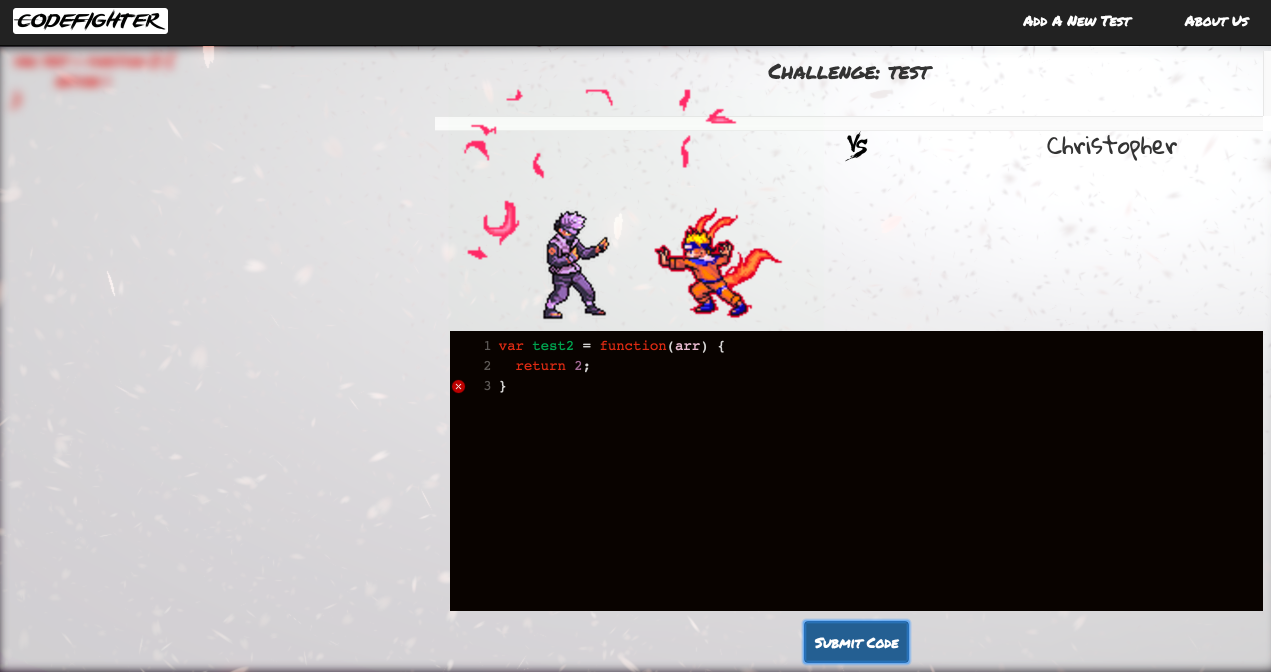 CODEFIGHTER
Add A New Test
About Us
Challenge: test
VS
Christopher
1 var test2 = function(arr) {
2   return 2;
3 }
Submit Code